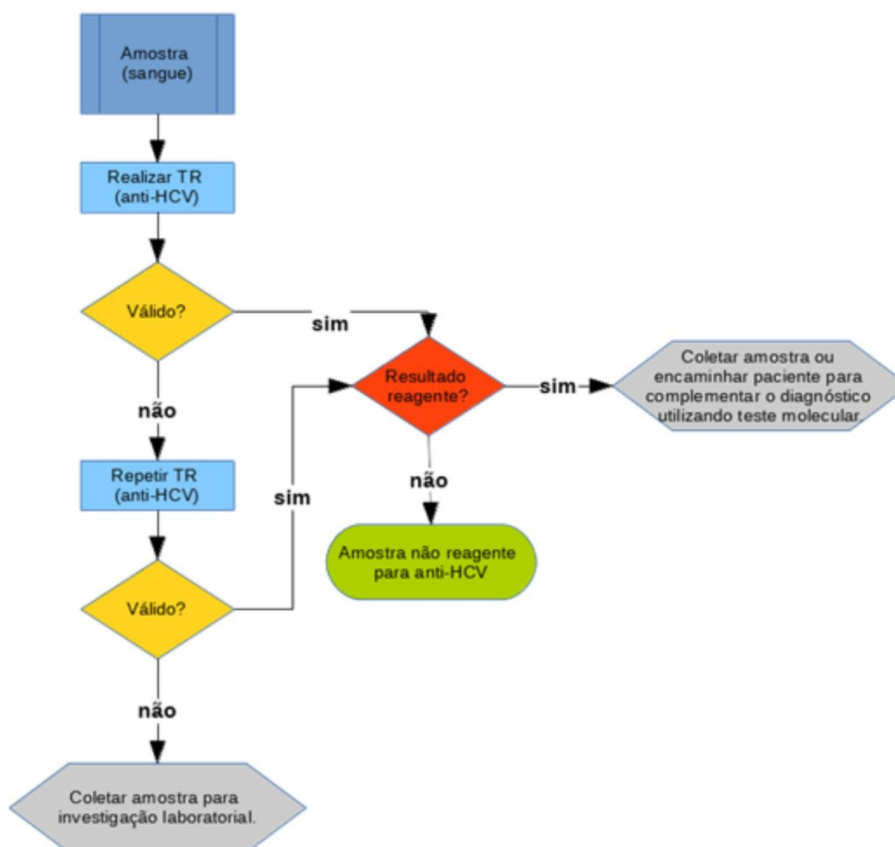 Amostra
(sangue)
Realizar TR
(anti-HCV)
Válido?
sim
não
Resultado
reagente?
sim
Coletar amostra ou
encaminhar paciente para
complementar o diagnóstico
utilizando teste molecular.
não
Amostra não reagente
para anti-HCV
Repetir TR
(anti-HCV)
sim
Válido?
não
Coletar amostra para
investigação laboratorial.